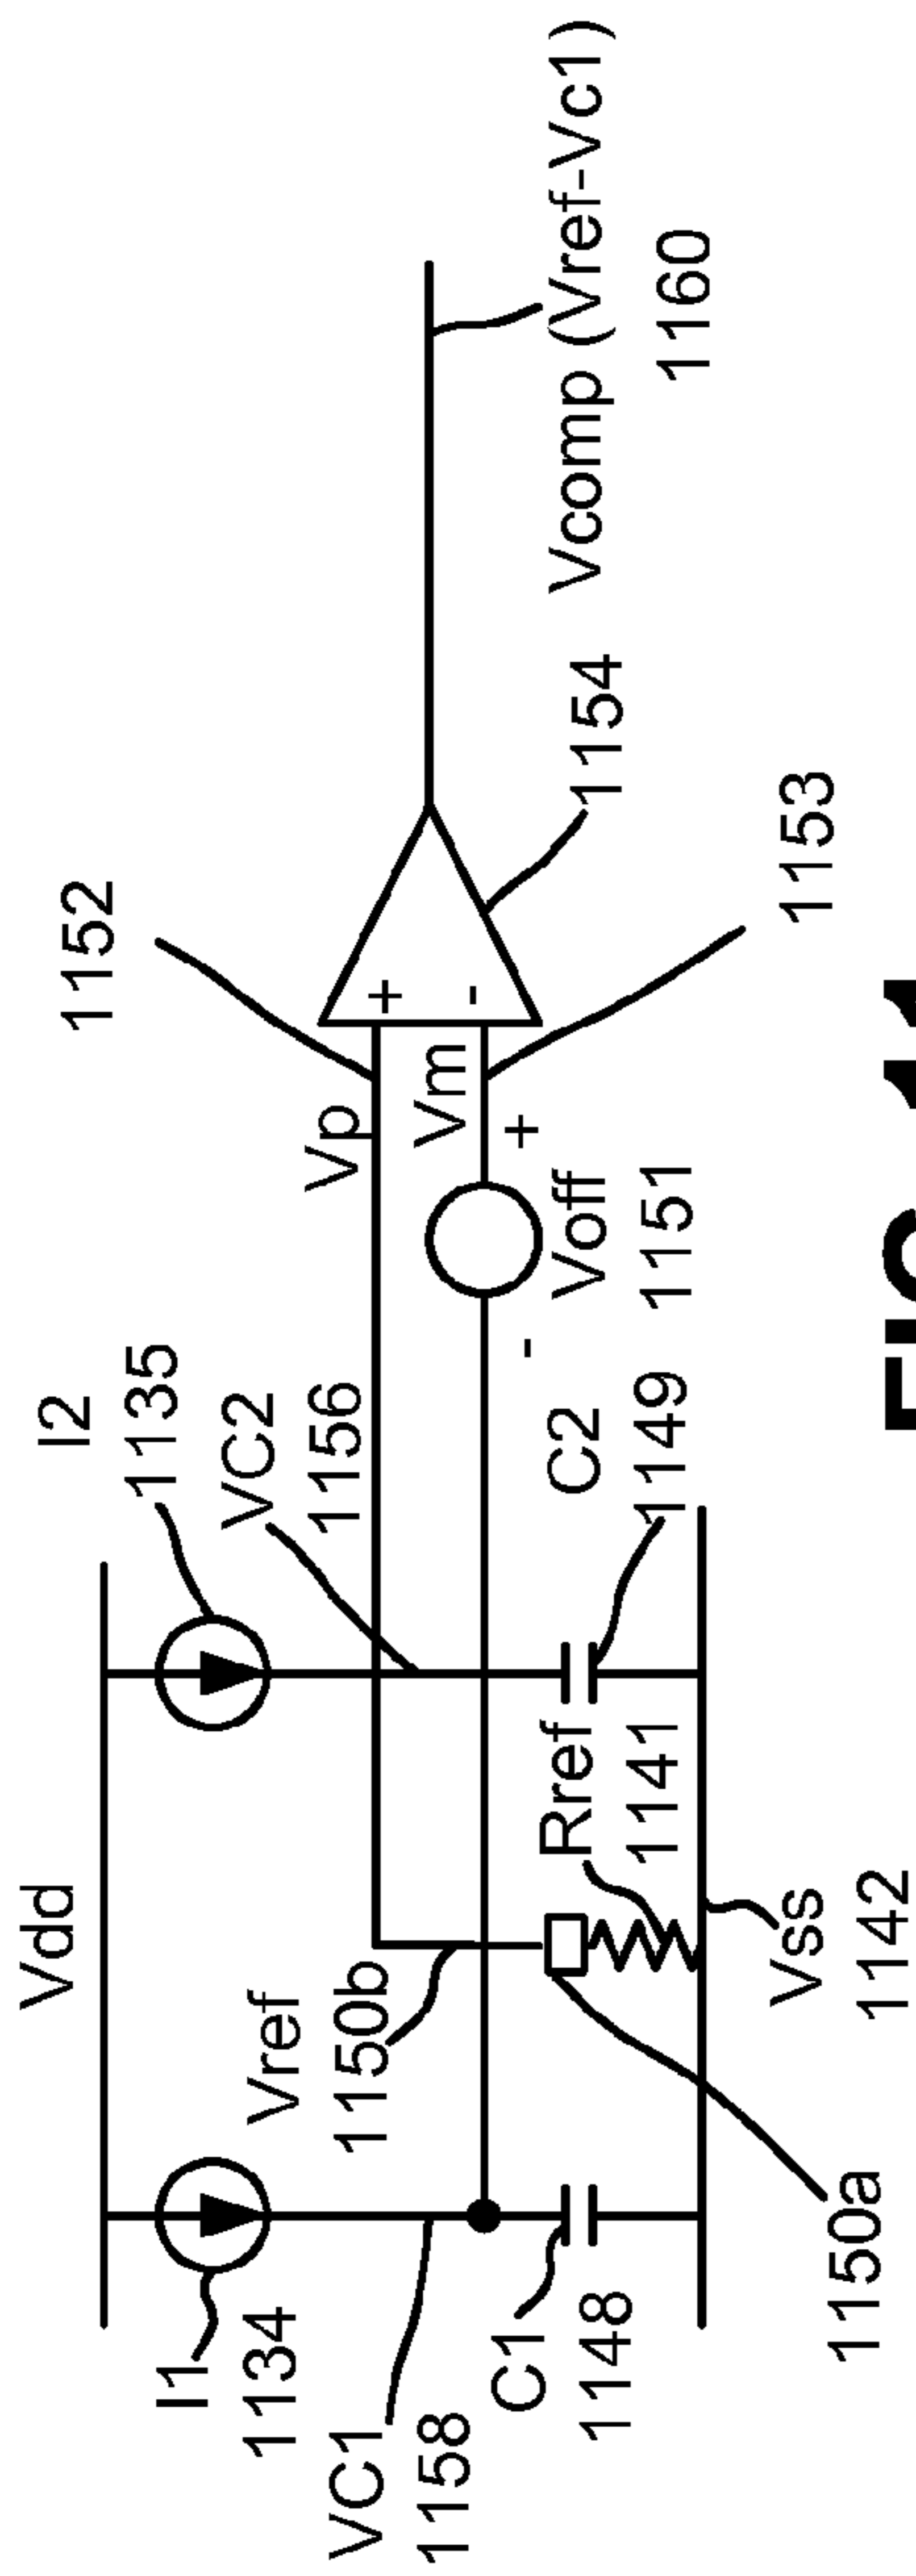 Vdd
I1
1134
VC1
1158
C1
1148
1150a
Vref
1150b
Vss
1142
Rref
1141
I2
1135
VC2
1156
C2
1149
-
Voff
1151
+
Vp
Vm
1152
+
-
1153
1154
Vcomp (Vref-Vc1)
1160